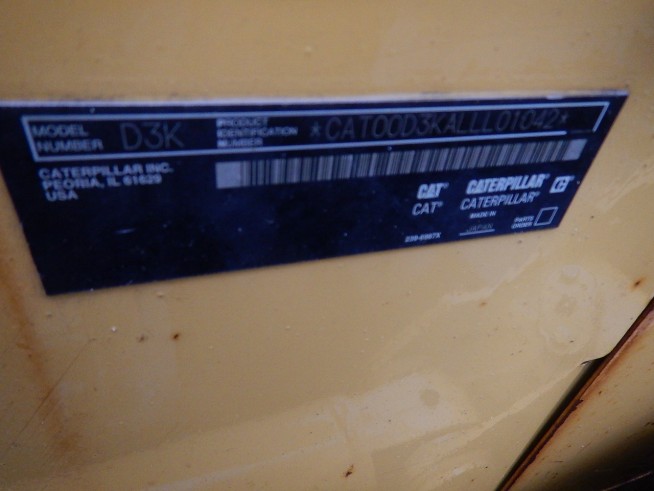 MODEL NUMBER D3K
PRODUCT IDENTIFICATION NUMBER *CAT00D3KALLL01042*
CATERPILLAR INC.
PEORIA, IL 61629
USA
CAT® CATERPILLAR®
CAT® CATERPILLAR®
MADE IN
JAPAN
PARTS ORDER